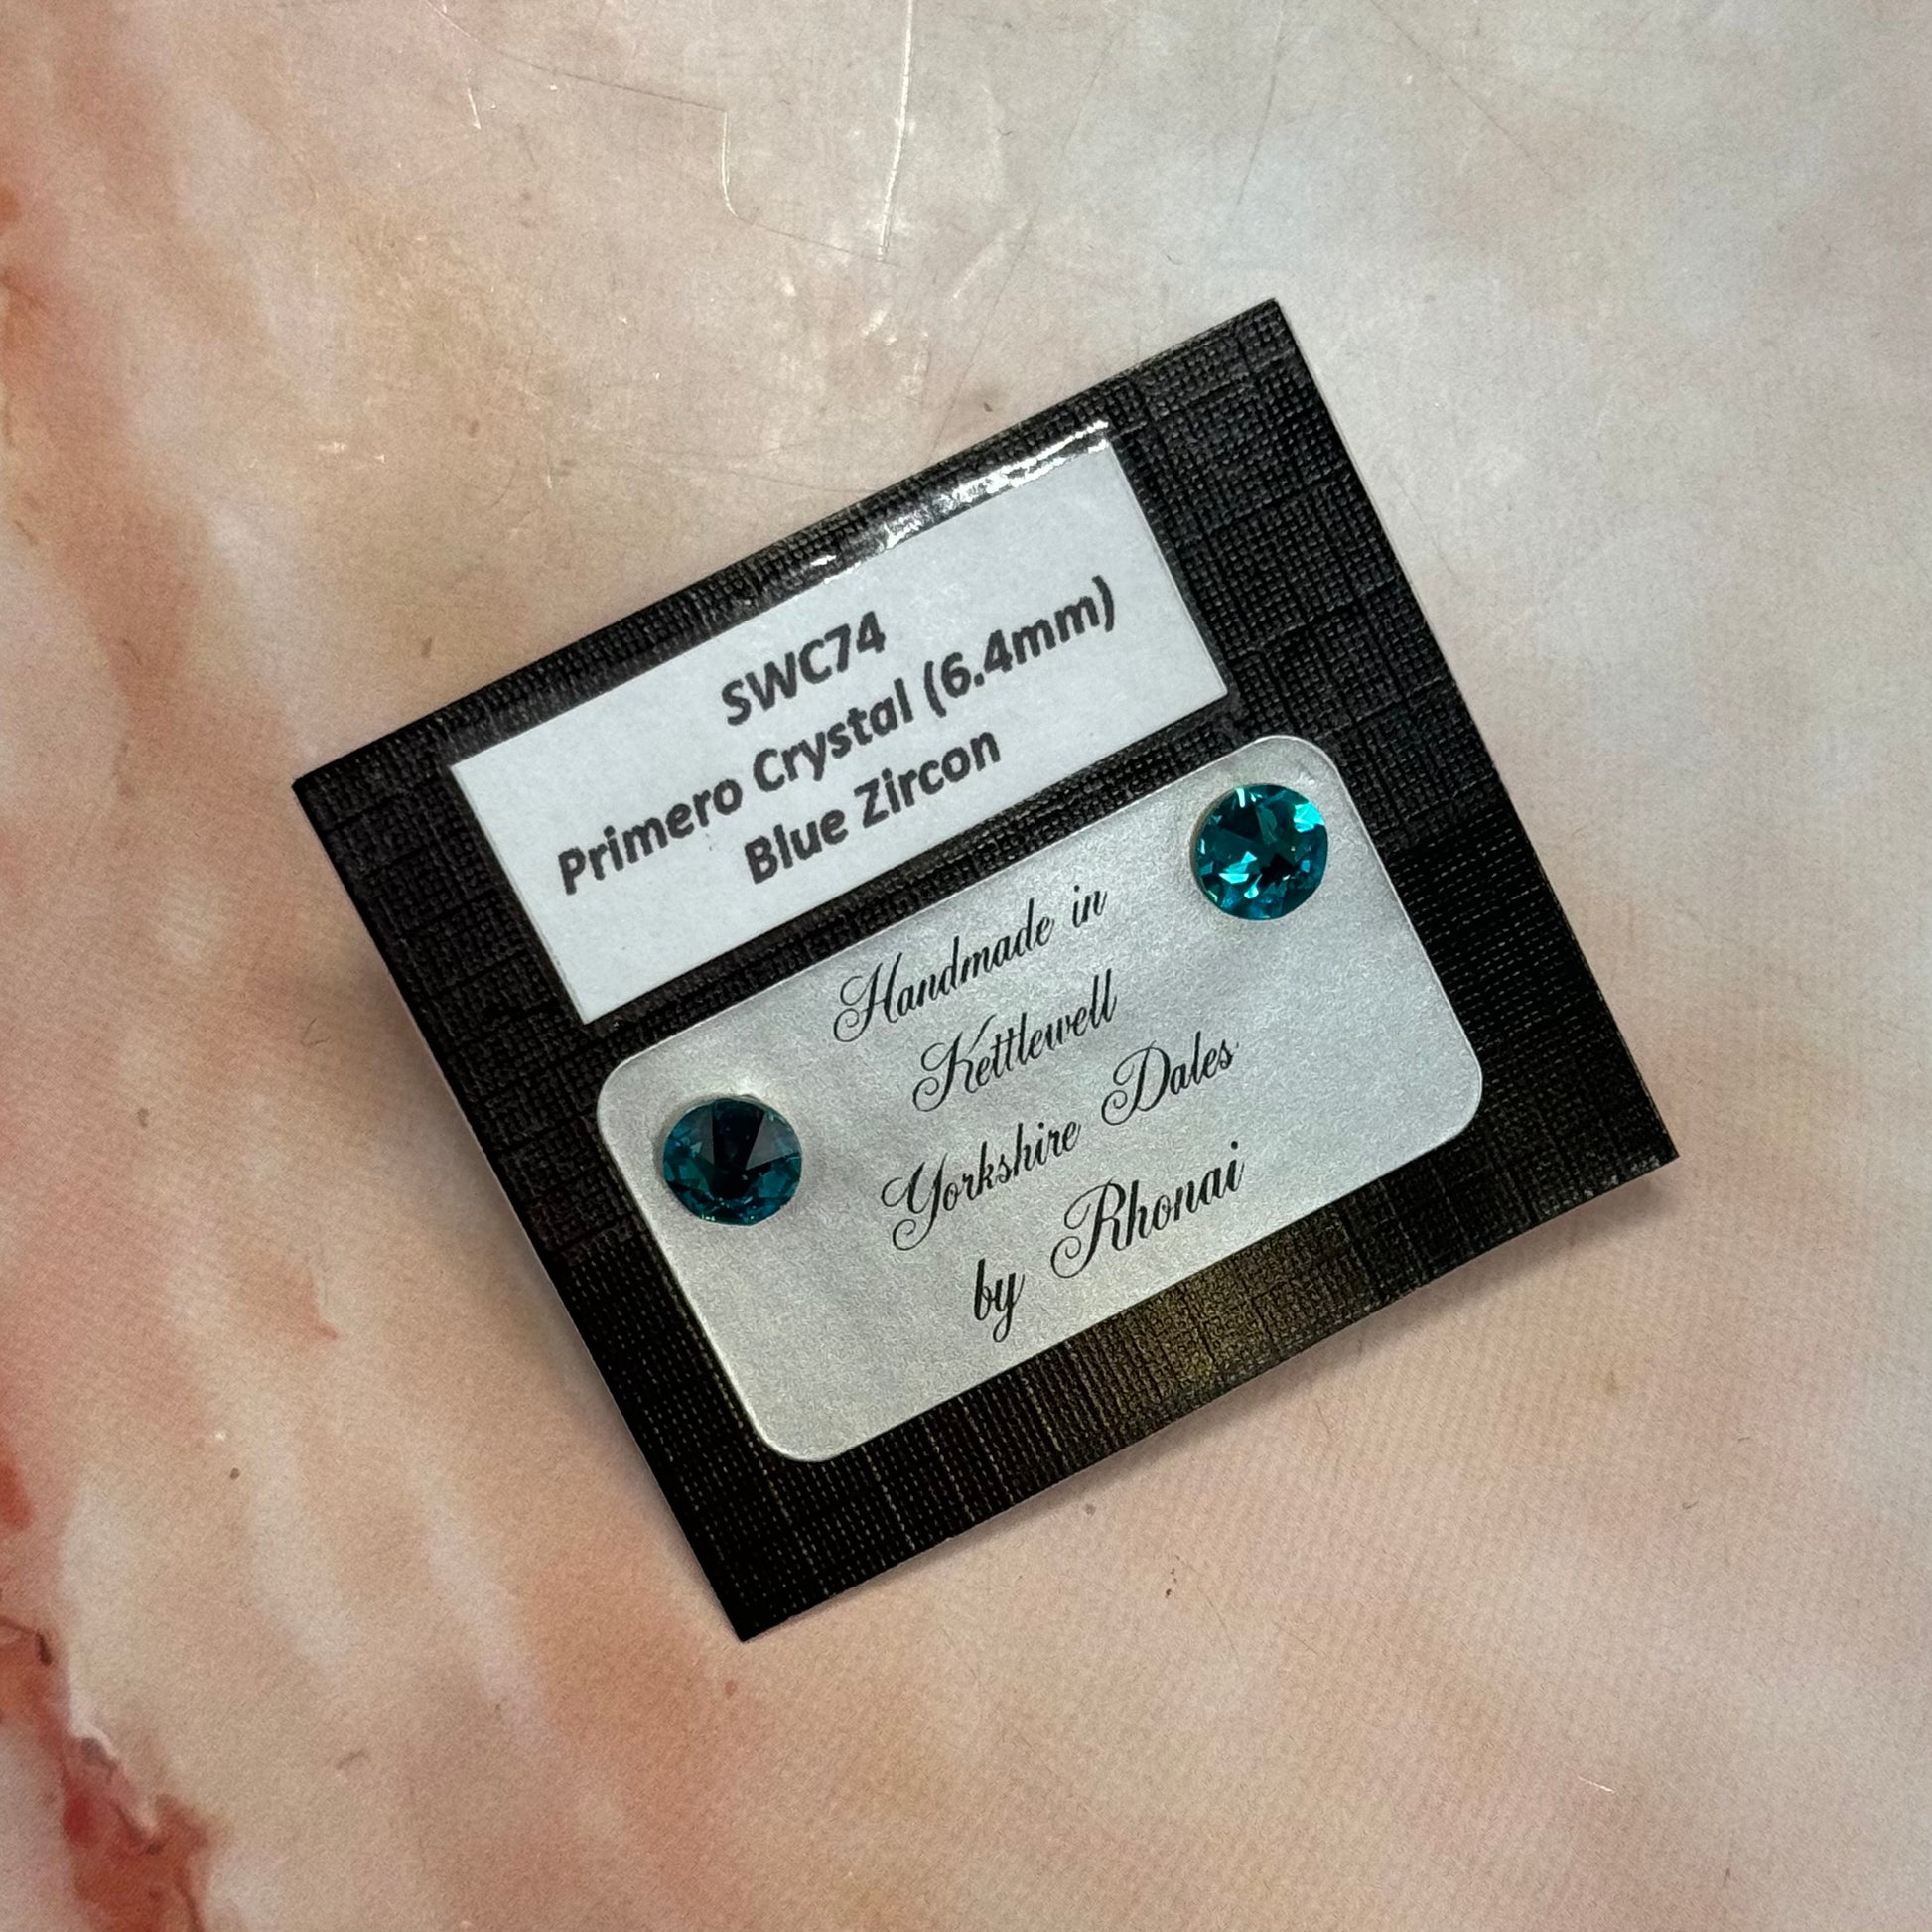 SWC74
Primero Crystal (6.4mm)
Blue Zircon
Handmade in
Kettlewell
Yorkshire Dales
by Rhonai